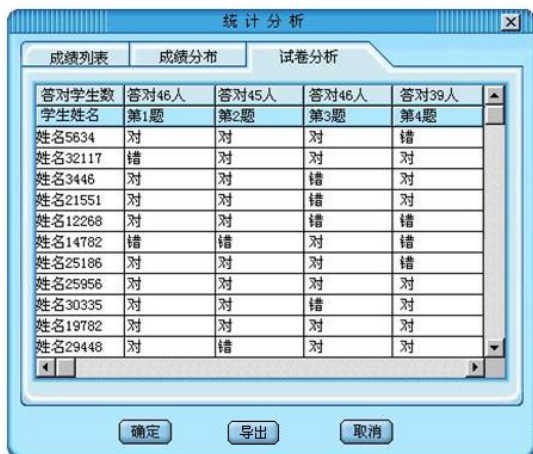 统计分析
成绩列表 成绩分布 试卷分析
答对学生数 答对46人 答对45人 答对46人 答对39人
学生姓名 第1题 第2题 第3题 第4题
姓名5634 对 对 对 错
姓名32117 错 对 对 对
姓名3446 对 对 错 对
姓名21551 对 对 错 对
姓名12268 对 对 错 错
姓名14782 错 错 对 错
姓名25186 对 对 对 错
姓名25956 对 对 对 对
姓名30335 对 对 错 对
姓名19782 对 对 对 对
姓名29448 对 错 对 对
确定 导出 取消